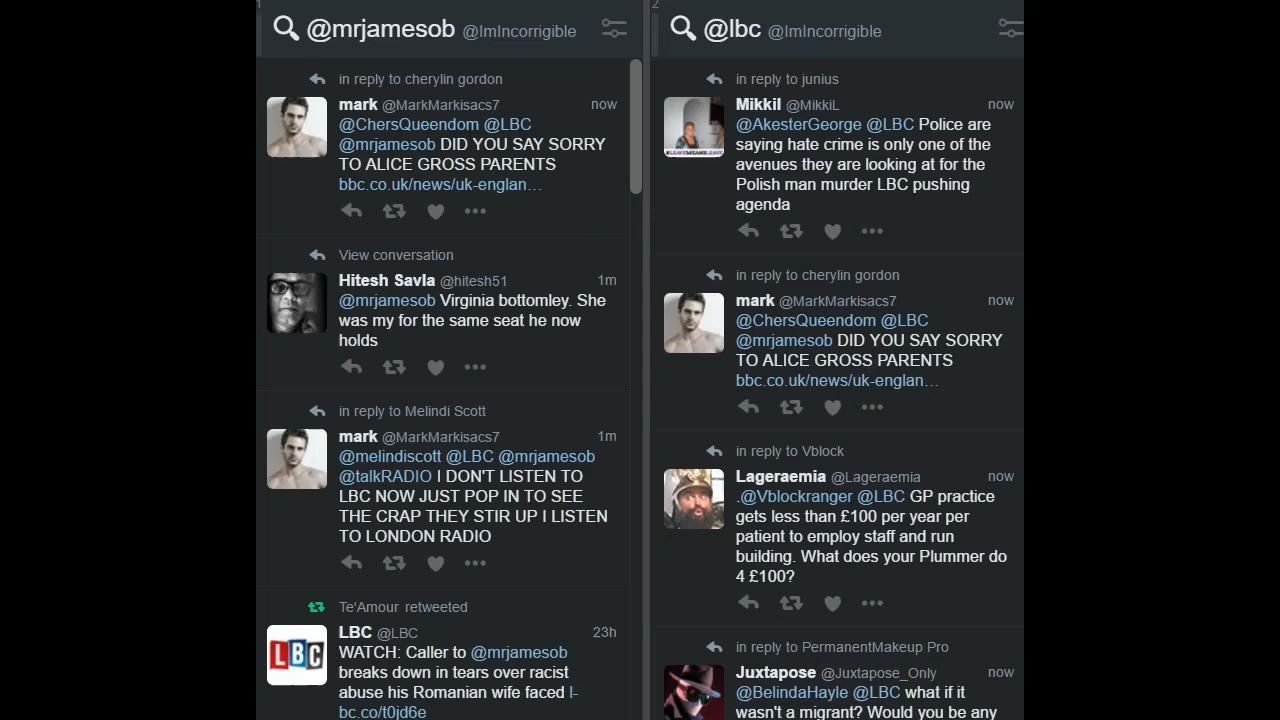 1
@mrjamesob @ImIncorrigible
in reply to cherylin gordon
mark @MarkMarkisacs7 now
@ChersQueendom @LBC
@mrjamesob DID YOU SAY SORRY
TO ALICE GROSS PARENTS
bbc.co.uk/news/uk-englan…
View conversation
Hitesh Savla @hitesh51 1m
@mrjamesob Virginia bottomley. She
was my for the same seat he now
holds
in reply to Melindi Scott
mark @MarkMarkisacs7 1m
@melindiscott @LBC @mrjamesob
@talkRADIO I DON'T LISTEN TO
LBC NOW JUST POP IN TO SEE
THE CRAP THEY STIR UP I LISTEN
TO LONDON RADIO
Te'Amour retweeted
LBC
LBC @LBC 23h
WATCH: Caller to @mrjamesob
breaks down in tears over racist
abuse his Romanian wife faced l-
bc.co/t0jd6e
2
@lbc @ImIncorrigible
in reply to junius
Mikkil @MikkiL now
@AkesterGeorge @LBC Police are
saying hate crime is only one of the
avenues they are looking at for the
Polish man murder LBC pushing
agenda
in reply to cherylin gordon
mark @MarkMarkisacs7 now
@ChersQueendom @LBC
@mrjamesob DID YOU SAY SORRY
TO ALICE GROSS PARENTS
bbc.co.uk/news/uk-englan…
in reply to Vblock
Lageraemia @Lageraemia now
.@Vblockranger @LBC GP practice
gets less than £100 per year per
patient to employ staff and run
building. What does your Plummer do
4 £100?
in reply to PermanentMakeup Pro
Juxtapose @Juxtapose_Only now
@BelindaHayle @LBC what if it
wasn't a migrant? Would you be any